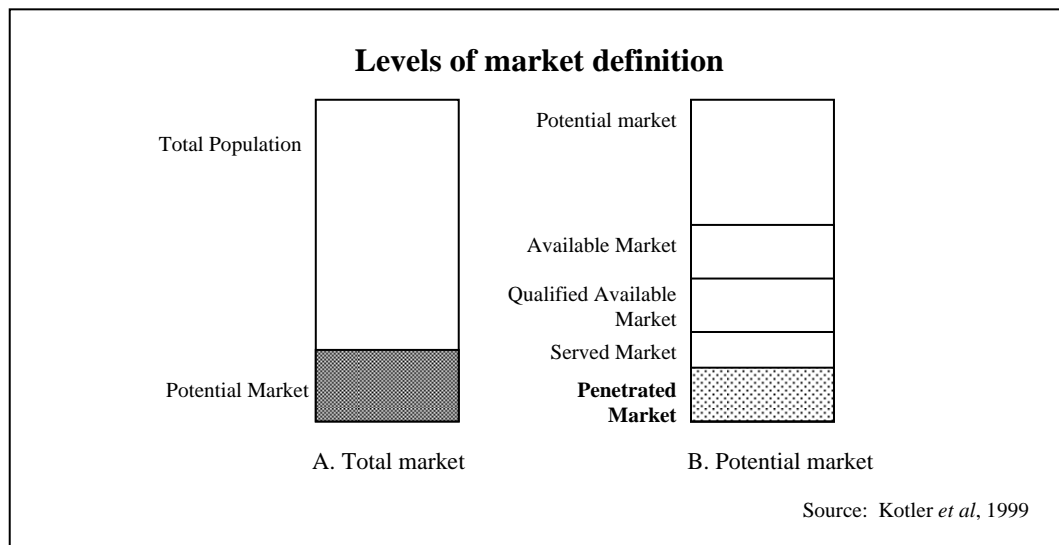 Levels of market definition
Total Population
Potential Market
A. Total market
Potential market
Available Market
Qualified Available
Market
Served Market
Penetrated
Market
B. Potential market
Source: Kotler et al, 1999